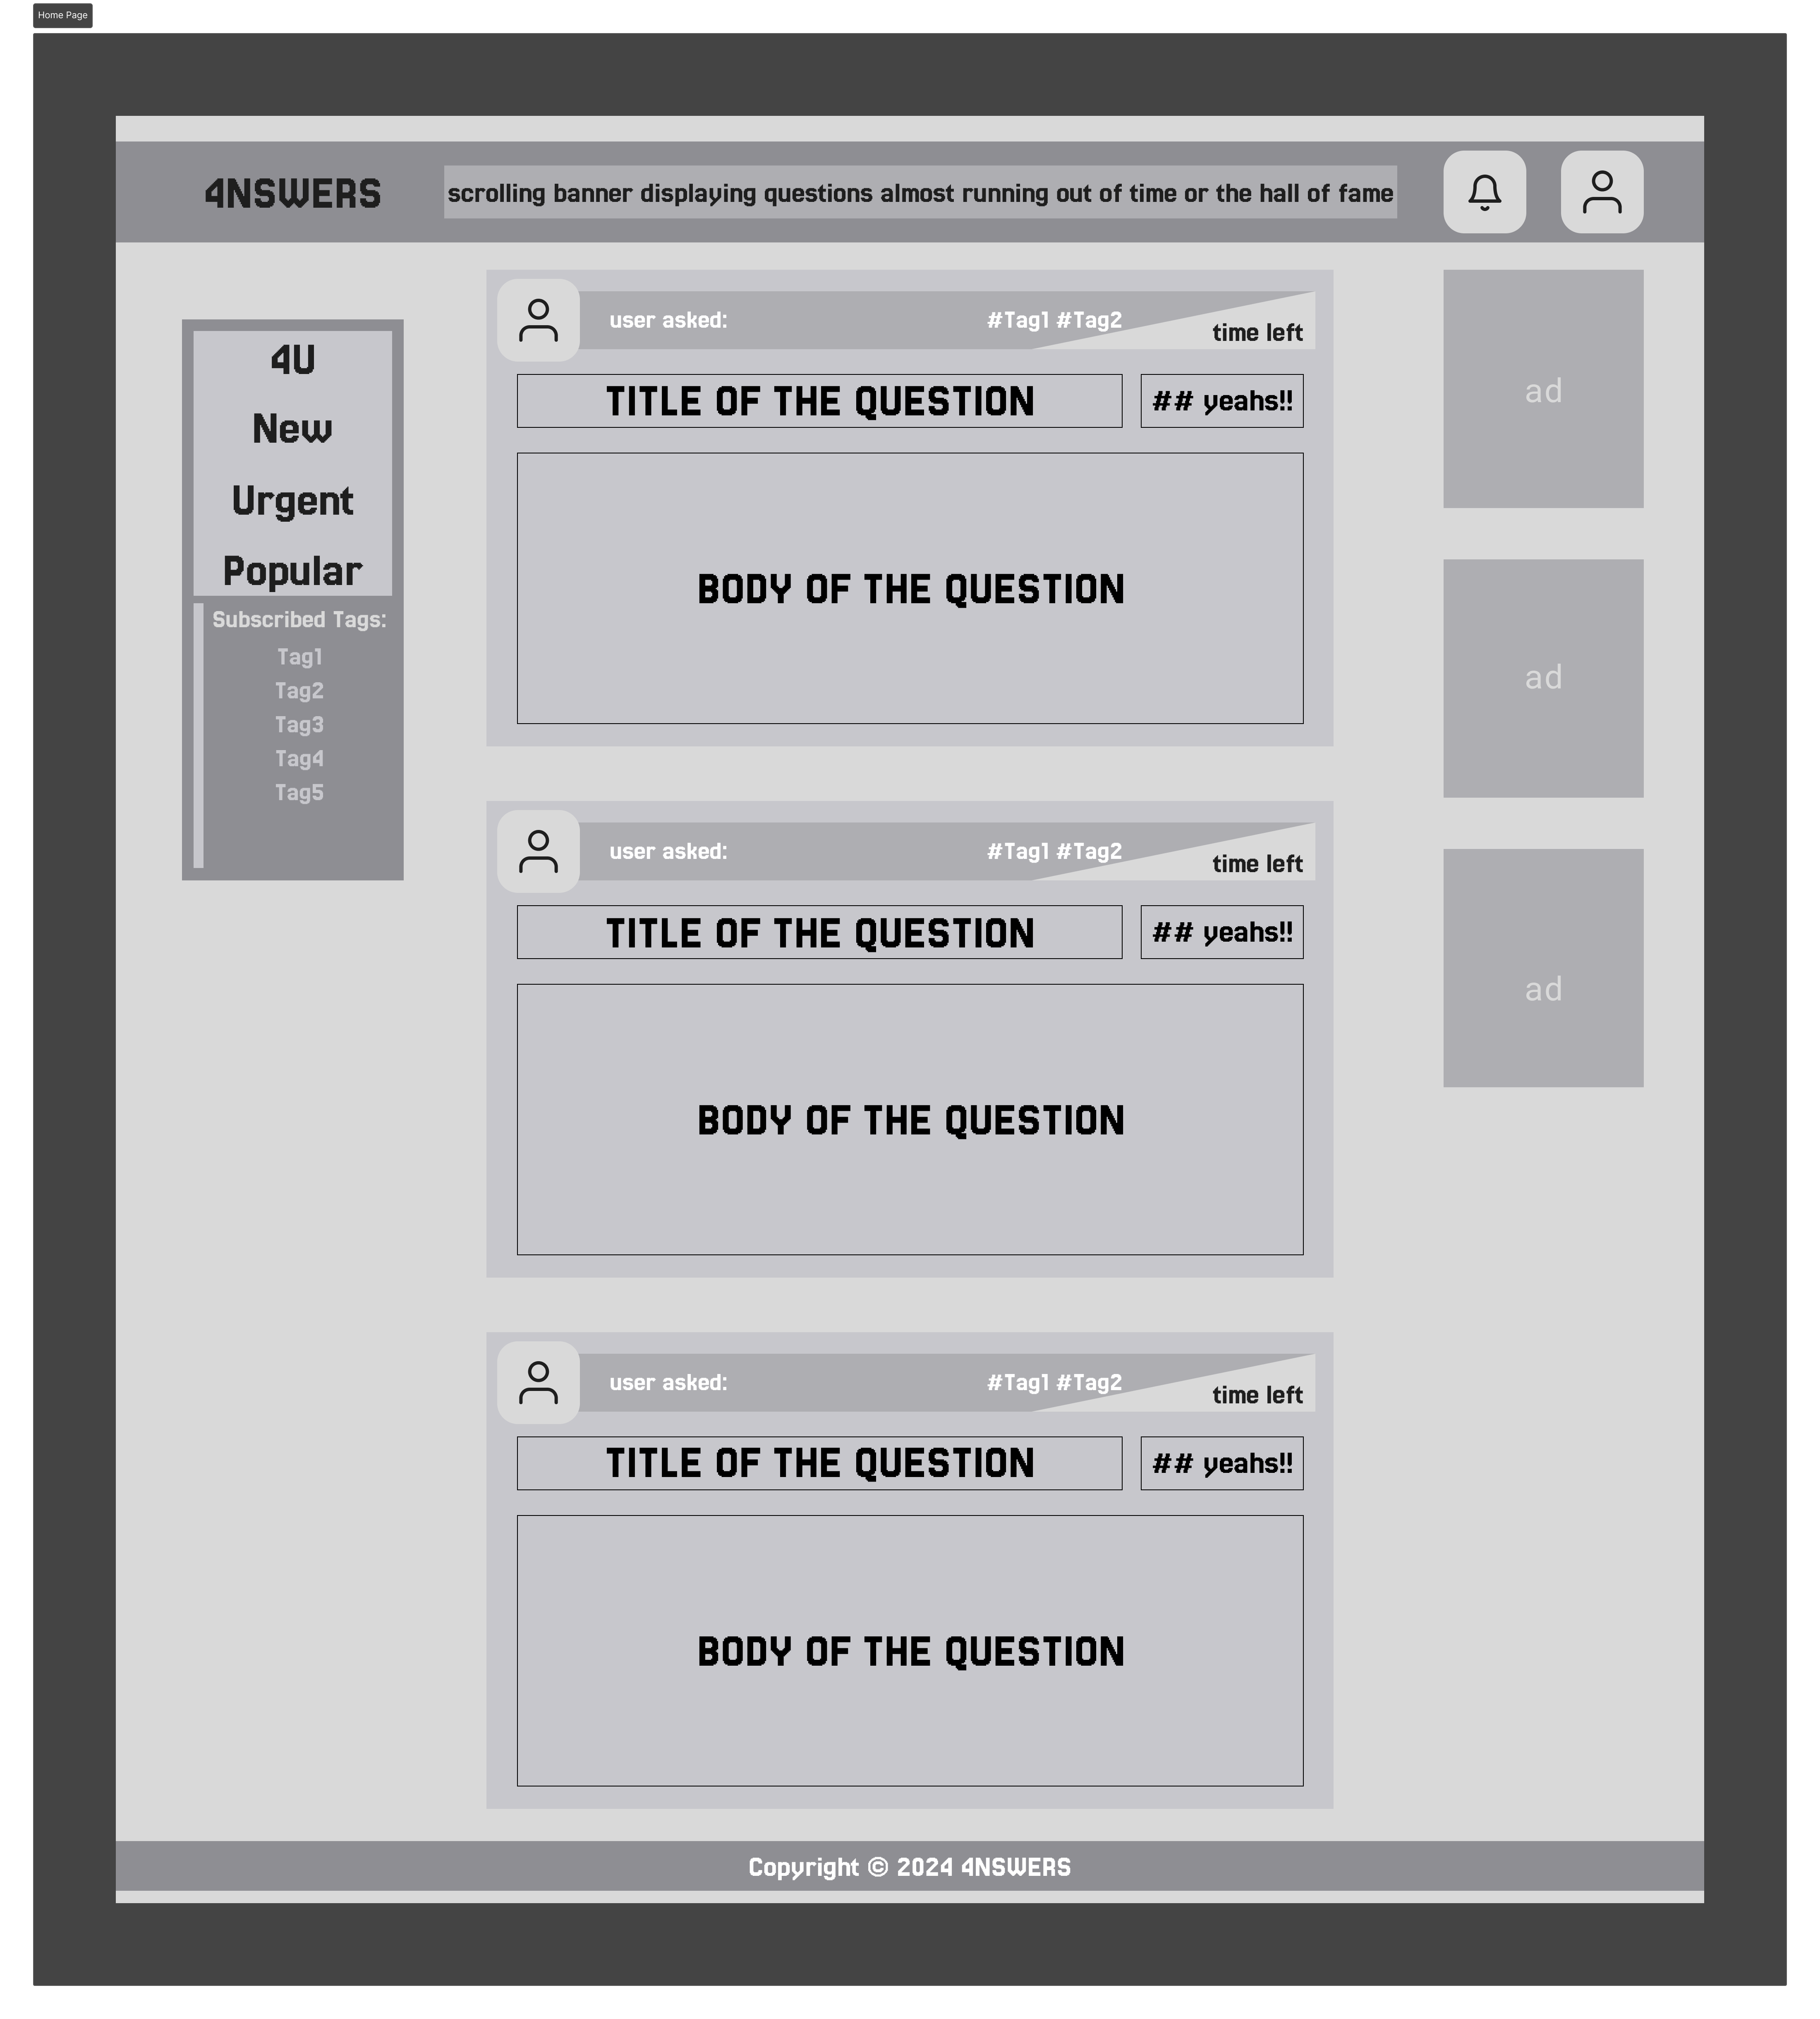 Home Page
4NSWERS
scrolling banner displaying questions almost running out of time or the hall of fame
4U
New
Urgent
Popular
Subscribed Tags:
Tag1
Tag2
Tag3
Tag4
Tag5
user asked:
#Tag1 #Tag2
time left
TITLE OF THE QUESTION
## yeahs!!
BODY OF THE QUESTION
user asked:
#Tag1 #Tag2
time left
TITLE OF THE QUESTION
## yeahs!!
BODY OF THE QUESTION
user asked:
#Tag1 #Tag2
time left
TITLE OF THE QUESTION
## yeahs!!
BODY OF THE QUESTION
ad
ad
ad
Copyright © 2024 4NSWERS